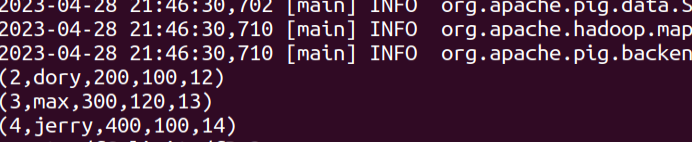 2023-04-28 21:46:30,702 [main] INFO  org.apache.pig.data.S
2023-04-28 21:46:30,710 [main] INFO  org.apache.hadoop.map
2023-04-28 21:46:30,710 [main] INFO  org.apache.pig.backen
(2,dory,200,100,12)
(3,max,300,120,13)
(4,jerry,400,100,14)